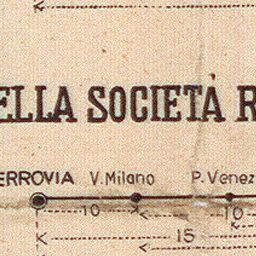 ELLA SOCIETÀ R
ERROVIA V. Milano P. Venez
10 10
15